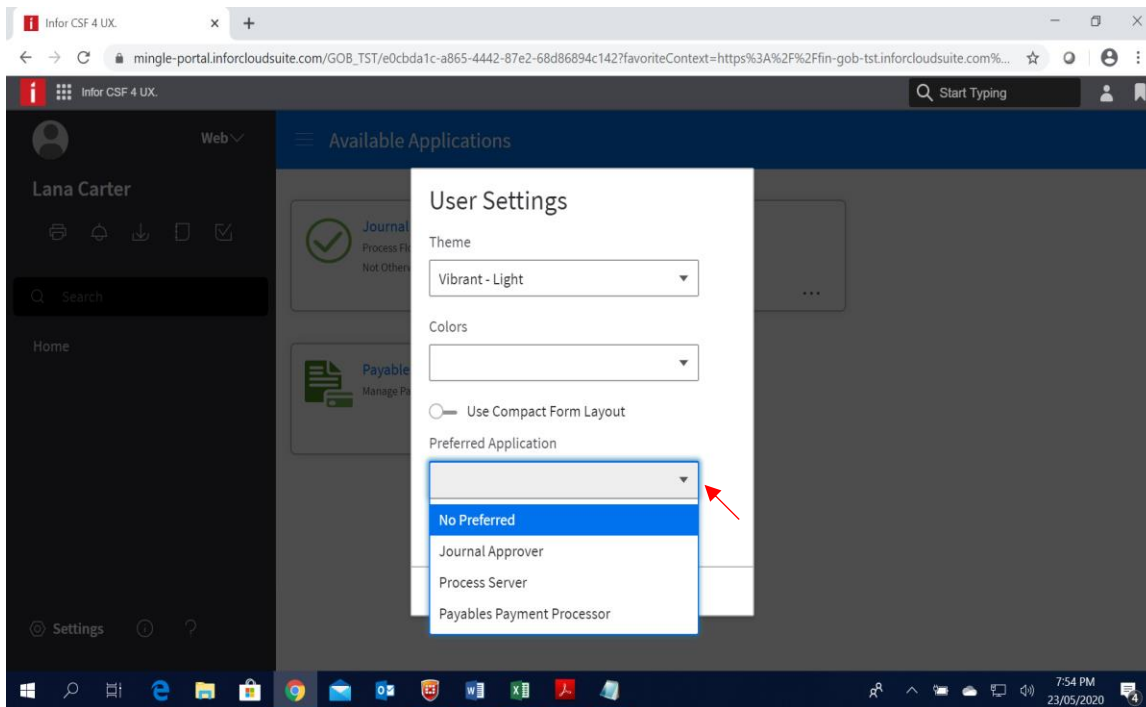 Infor CSF 4 UX.
mingle-portal.inforcloudsuite.com/GOB_TST/e0cbda1c-a865-4442-87e2-68d86894c142?favoriteContext=https%3A%2F%2Ffin-gob-tst.inforcloudsuite.com%...
Infor CSF 4 UX.
Start Typing
Web
Available Applications
Lana Carter
Search
Home
Settings
Journal
Process Flo
Not Otherw
...
Payable
Manage Pa
User Settings
Theme
Vibrant - Light
Colors
Use Compact Form Layout
Preferred Application
No Preferred
Journal Approver
Process Server
Payables Payment Processor
7:54 PM
23/05/2020
4